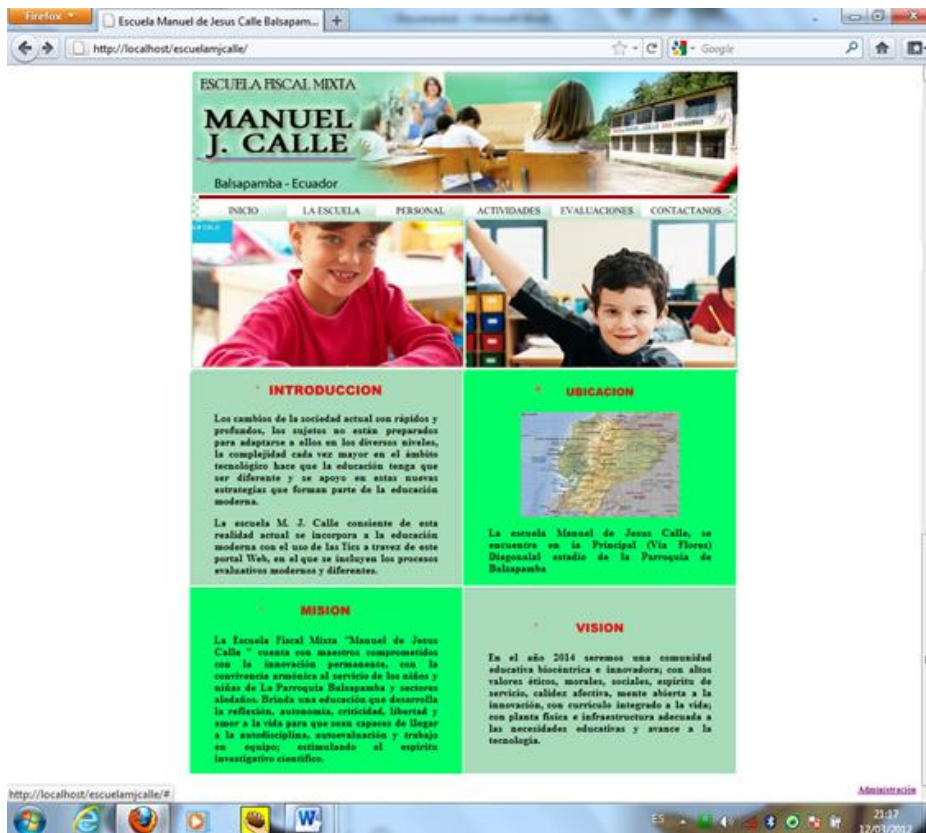 Firefox
Escuela Manuel de Jesus Calle Balsapam...
http://localhost/escuelamjcalle/
Google
ESCUELA FISCAL MIXTA
MANUEL
J. CALLE
Balsapamba - Ecuador
INICIO LA ESCUELA PERSONAL ACTIVIDADES EVALUACIONES CONTACTANOS
INTRODUCCION
Los cambios de la sociedad actual son rápidos y
profundos, los sujetos no están preparados
para adaptarse a ellos en los diversos niveles,
la complejidad cada vez mayor en el ámbito
tecnológico hace que la educación tenga que
ser diferente y se apoyo en estas nuevas
estrategias que forman parte de la educación
moderna.
La escuela M. J. Calle consiente de esta
realidad actual se incorpora a la educación
moderna con el uso de las Tics a travez de este
portal Web, en el que se incluyen los procesos
evaluativos modernos y diferentes.
UBICACION
La escuela Manuel de Jesus Calle, se
encuentra en la Principal (Via Flores)
Diagonalal estadio de la Parroquia de
Balsapamba
MISION
La Escuela Fiscal Mixta "Manuel de Jesus
Calle " cuenta con maestros comprometidos
con la innovación permanente, con la
convivencia armónica al servicio de los niños y
niñas de La Parroquia Balsapamba y sectores
aledaños. Brinda una educación que desarrolla
la reflexión, autonomia, criticidad, libertad y
amor a la vida para que sean capaces de llegar
a la autodisciplina, autoevaluación y trabajo
en equipo; estimulando el espiritu
investigativo científico.
VISION
En el año 2014 seremos una comunidad
educativa biocéntrica e innovadora; con altos
valores éticos, morales, sociales, espíritu de
servicio, calidez afectiva, mente abierta a la
innovación, con currículo integrado a la vida;
con planta física e infraestructura adecuada a
las necesidades educativas y avance a la
tecnología.
Administración
http://localhost/escuelamjcalle/#
ES
21:17
12/03/2012